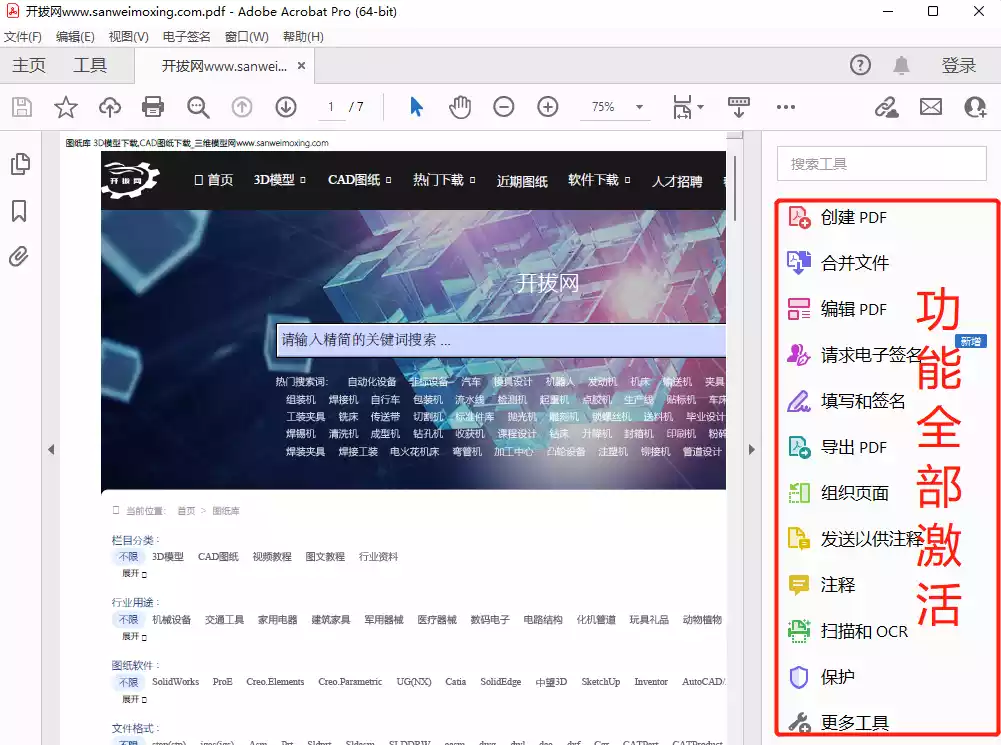 开拔网www.sanweimoxing.com.pdf - Adobe Acrobat Pro (64-bit)
文件(F) 编辑(E) 视图(V) 电子签名 窗口(W) 帮助(H)
主页 工具 开拔网www.sanwei... × 登录
1 / 7 75%
图纸库 3D模型下载,CAD图纸下载_三维模型网www.sanweimoxing.com
开拔网
首页 3D模型 CAD图纸 热门下载 近期图纸 软件下载 人才招聘
开拔网
请输入精简的关键词搜索 ...
热门搜索词: 自动化设备 非标设备 汽车 模具设计 机器人 发动机 机床 输送机 夹具
组装机 焊接机 自行车 包装机 流水线 检测机 起重机 点胶机 生产线 贴标机 车床
工装夹具 铣床 传送带 切割机 标准件库 抛光机 雕刻机 锁螺丝机 送料机 毕业设计
焊锡机 清洗机 成型机 钻孔机 收获机 课程设计 钻床 升降机 封箱机 印刷机 粉碎
焊装夹具 焊接工装 电火花机床 弯管机 加工中心 凸轮设备 注塑机 铆接机 管道设计
当前位置: 首页 > 图纸库
栏目分类:
不限 3D模型 CAD图纸 视频教程 图文教程 行业资料
展开
行业用途:
不限 机械设备 交通工具 家用电器 建筑家具 军用器械 医疗器械 数码电子 电路结构 化机管道 玩具礼品 动物植物
展开
图纸软件:
不限 SolidWorks ProE Creo.Elements Creo.Parametric UG(NX) Catia SolidEdge 中望3D SketchUp Inventor AutoCAD/
展开
文件格式:
不限 step(stp) iges(igs) Asm Prt Sldprt Sldasm SLDDRW easm dwg dwl dae dxf Cgr CATPart CATProduct
搜索工具
创建 PDF
合并文件
编辑 PDF
新增
请求电子签名
填写和签名
导出 PDF
组织页面
发送以供注释
注释
扫描和 OCR
保护
更多工具
功能全部激活